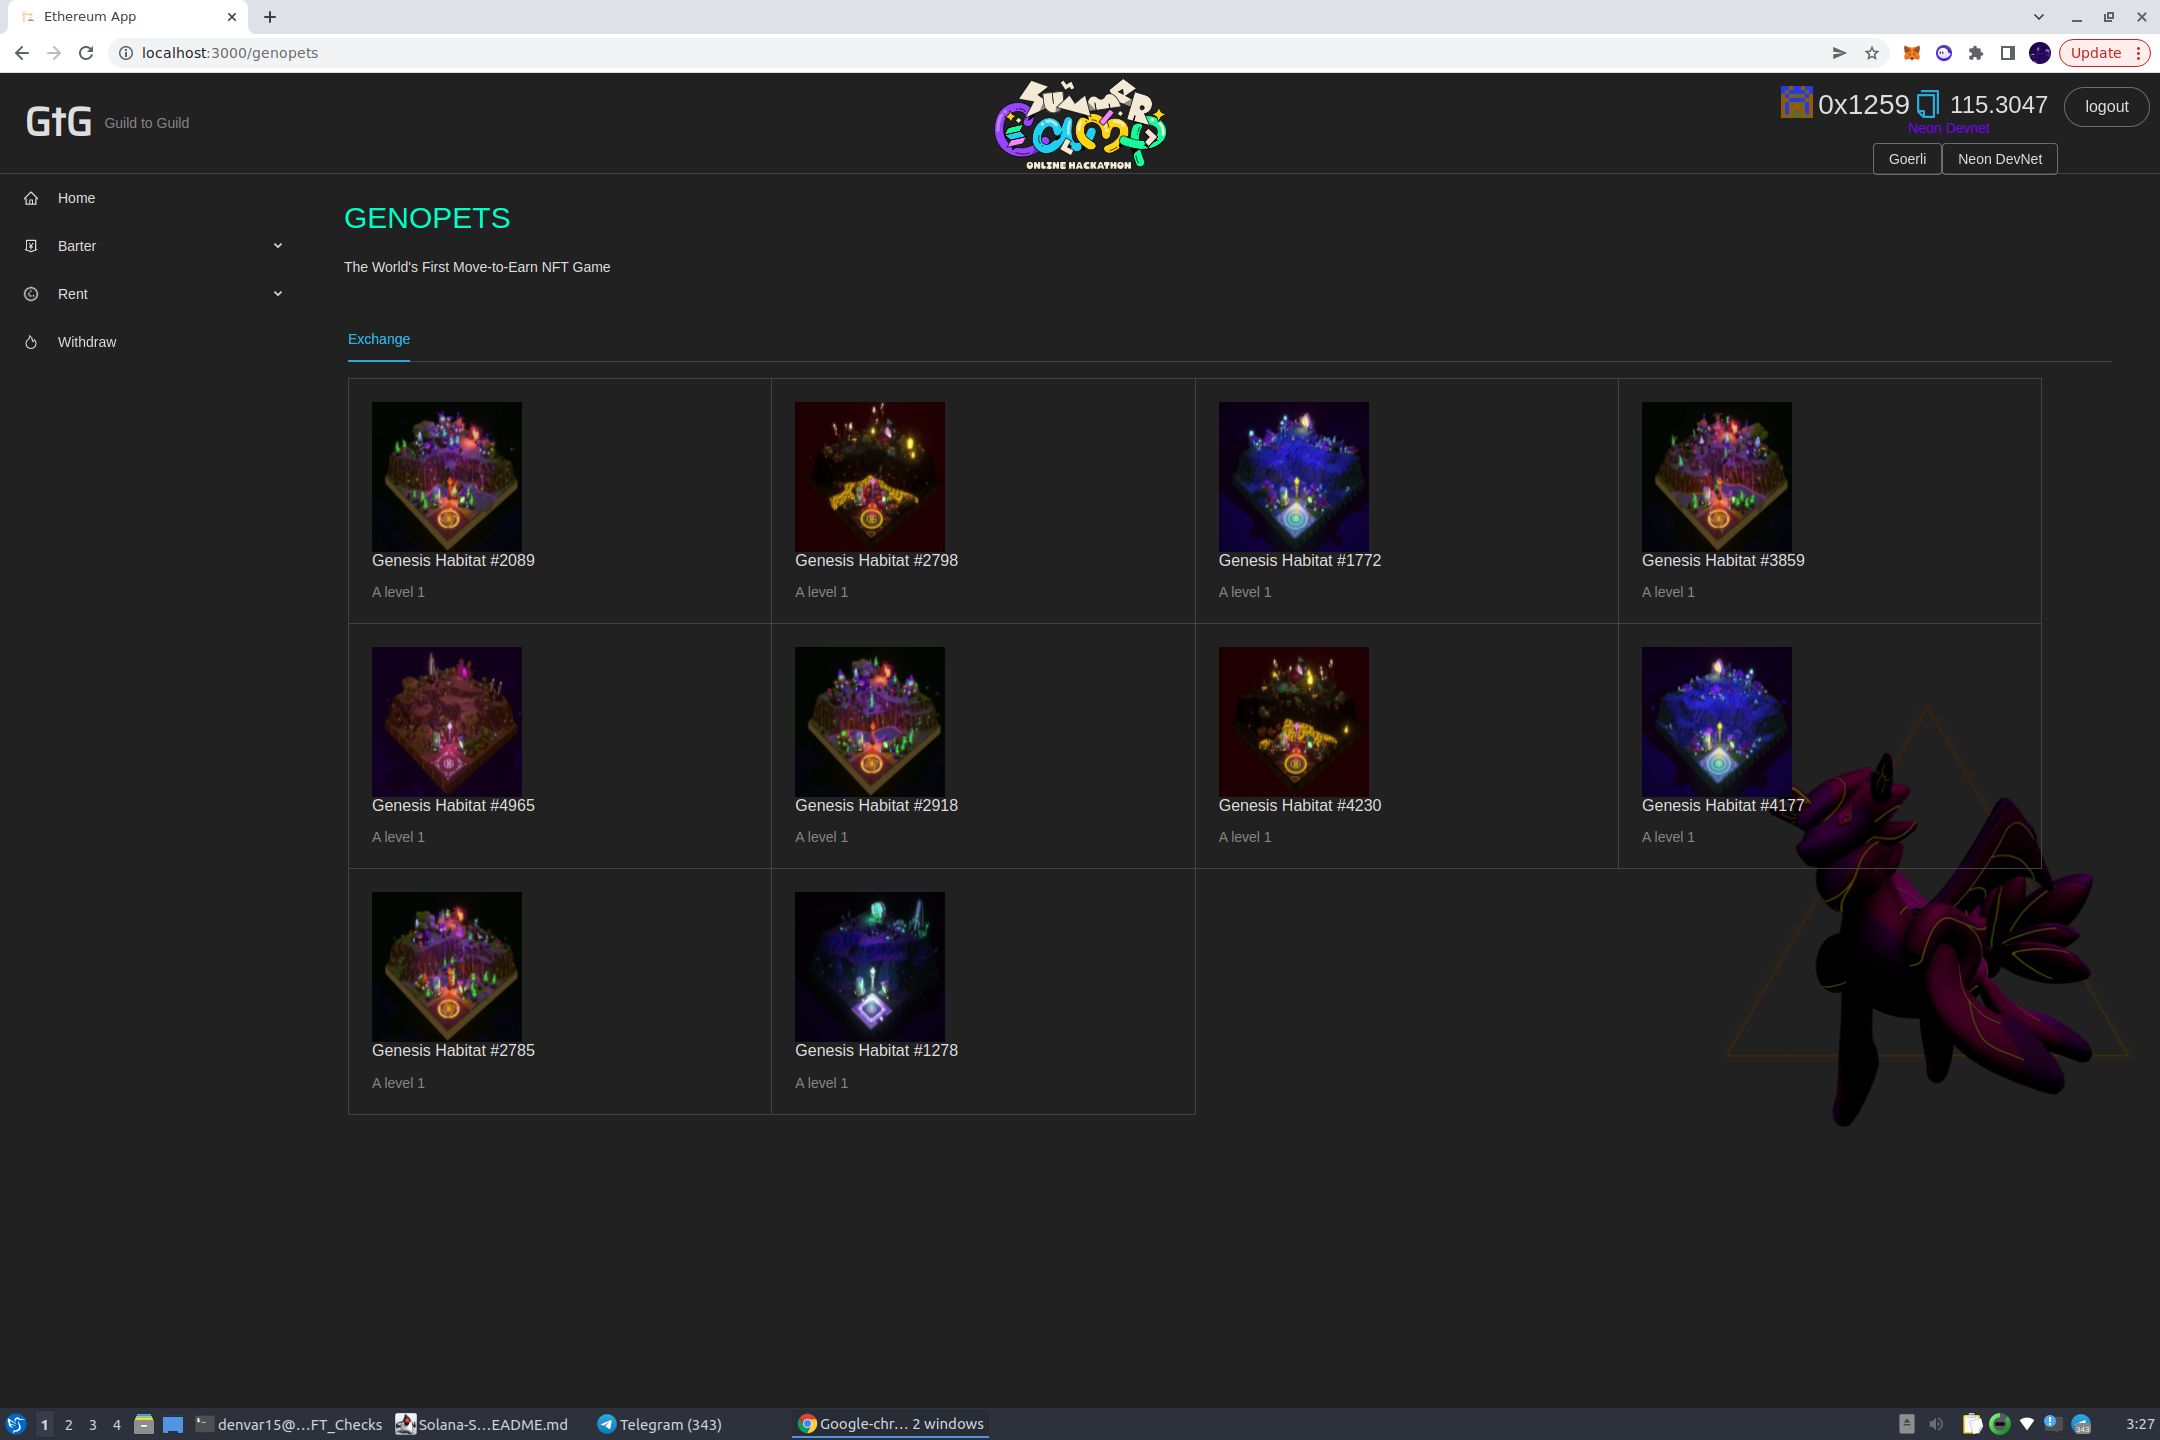 Ethereum App
localhost:3000/genopets
Update
GtG Guild to Guild
SUMMER
CAMP
ONLINE HACKATHON
0x1259 115.3047 logout
Neon Devnet
Goerli Neon DevNet
Home
Barter
Rent
Withdraw
GENOPETS
The World's First Move-to-Earn NFT Game
Exchange
Genesis Habitat #2089
A level 1
Genesis Habitat #2798
A level 1
Genesis Habitat #1772
A level 1
Genesis Habitat #3859
A level 1
Genesis Habitat #4965
A level 1
Genesis Habitat #2918
A level 1
Genesis Habitat #4230
A level 1
Genesis Habitat #4177
A level 1
Genesis Habitat #2785
A level 1
Genesis Habitat #1278
A level 1
1 2 3 4 denvar15@...FT_Checks Solana-S...EADME.md Telegram (343) Google-chr... 2 windows 343 3:27